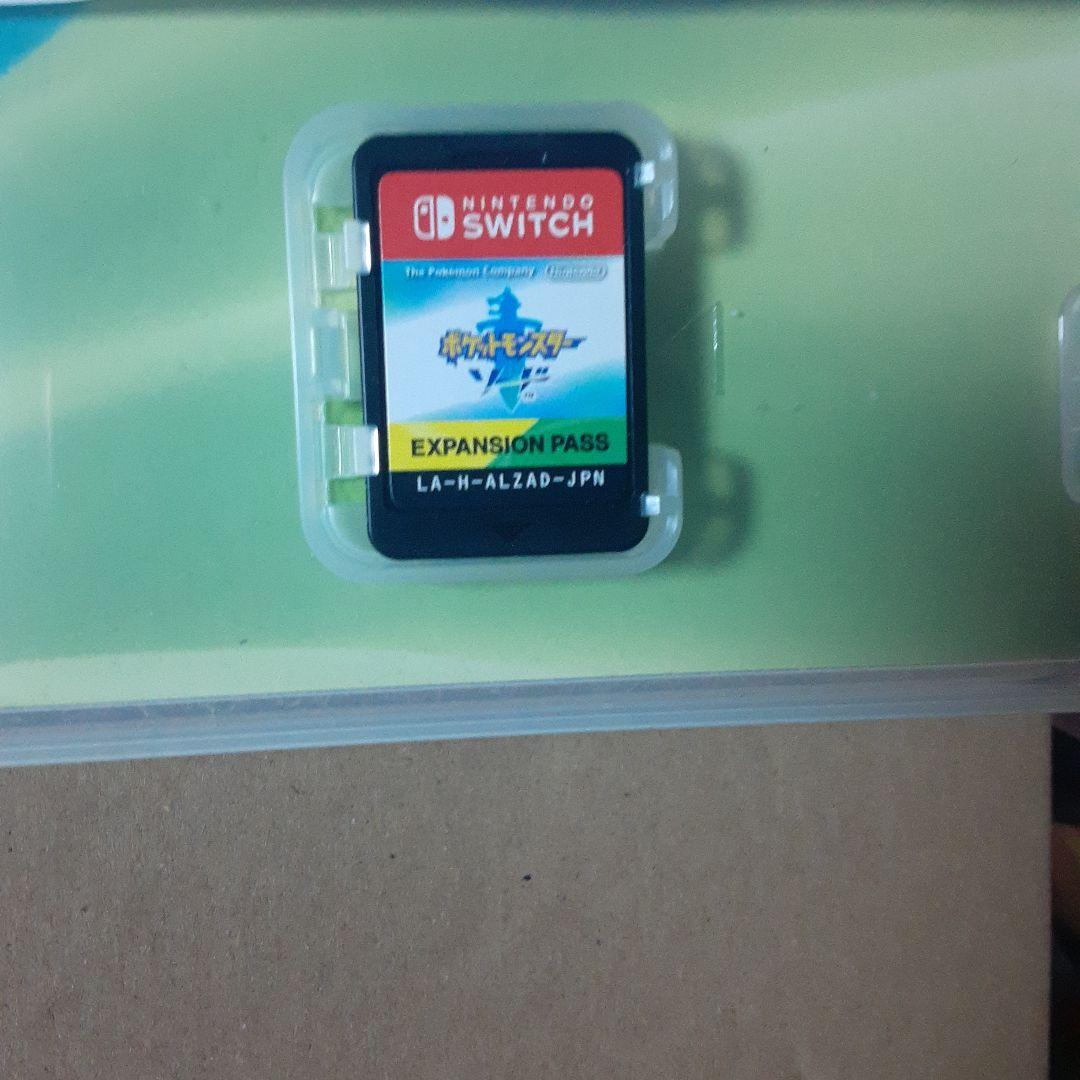 NINTENDO
SWITCH
The Pokémon Company Nintendo
ポケットモンスター
ソード
TM
EXPANSION PASS
LA-H-ALZAD-JPN